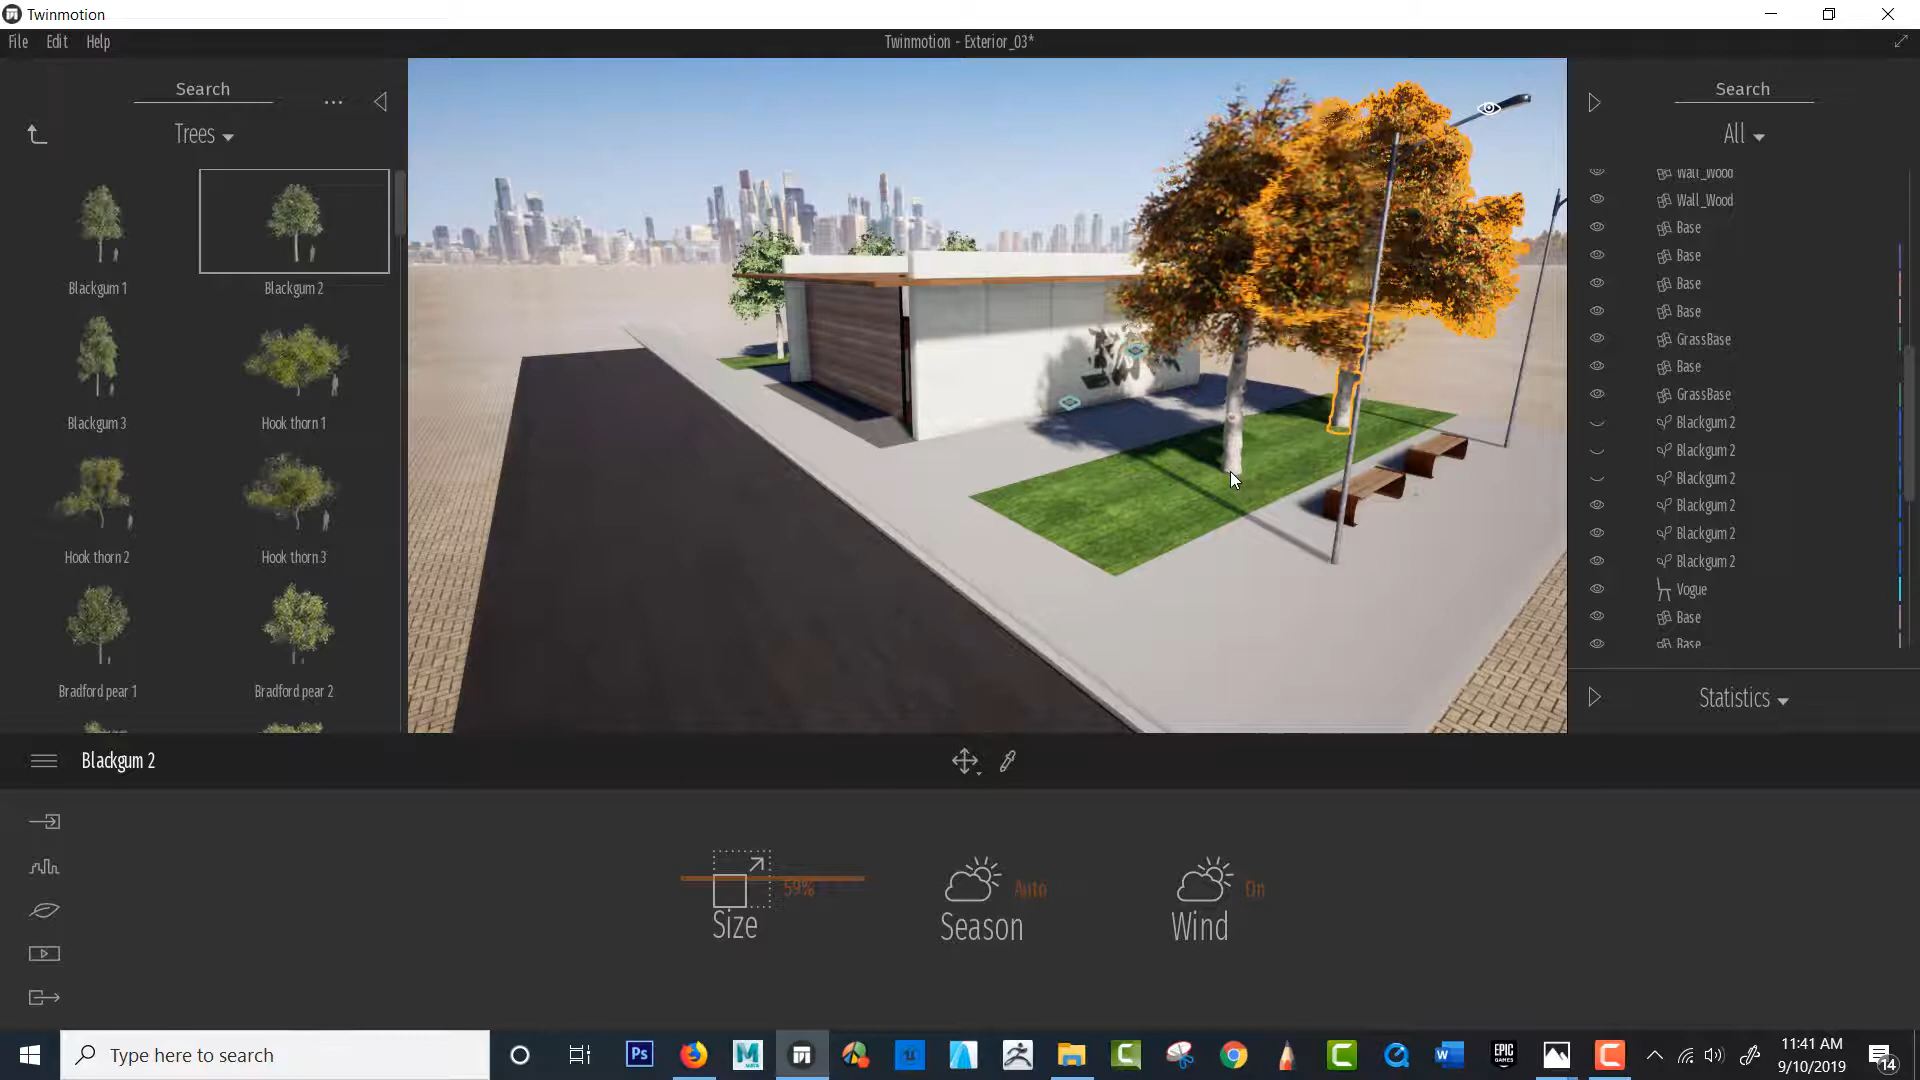 Twinmotion
File Edit Help
Twinmotion - Exterior_03*
Search
Trees
Blackgum 1
Blackgum 2
Blackgum 3
Hook thorn 1
Hook thorn 2
Hook thorn 3
Bradford pear 1
Bradford pear 2
Search
All
Wall_Wood
Wall_Wood
Base
Base
Base
Base
GrassBase
Base
GrassBase
Blackgum 2
Blackgum 2
Blackgum 2
Blackgum 2
Blackgum 2
Blackgum 2
Vogue
Base
Base
Statistics
Blackgum 2
59%
Size
Auto
Season
On
Wind
Type here to search
Ps
M
W
EPIC
GAMES
11:41 AM
9/10/2019
14